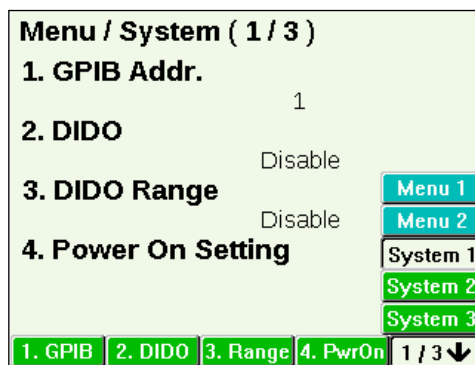 Menu / System ( 1 / 3 )
1. GPIB Addr.
1
2. DIDO
Disable
3. DIDO Range
Disable
4. Power On Setting
Menu 1
Menu 2
System 1
System 2
System 3
1. GPIB 2. DIDO 3. Range 4. PwrOn 1 / 3